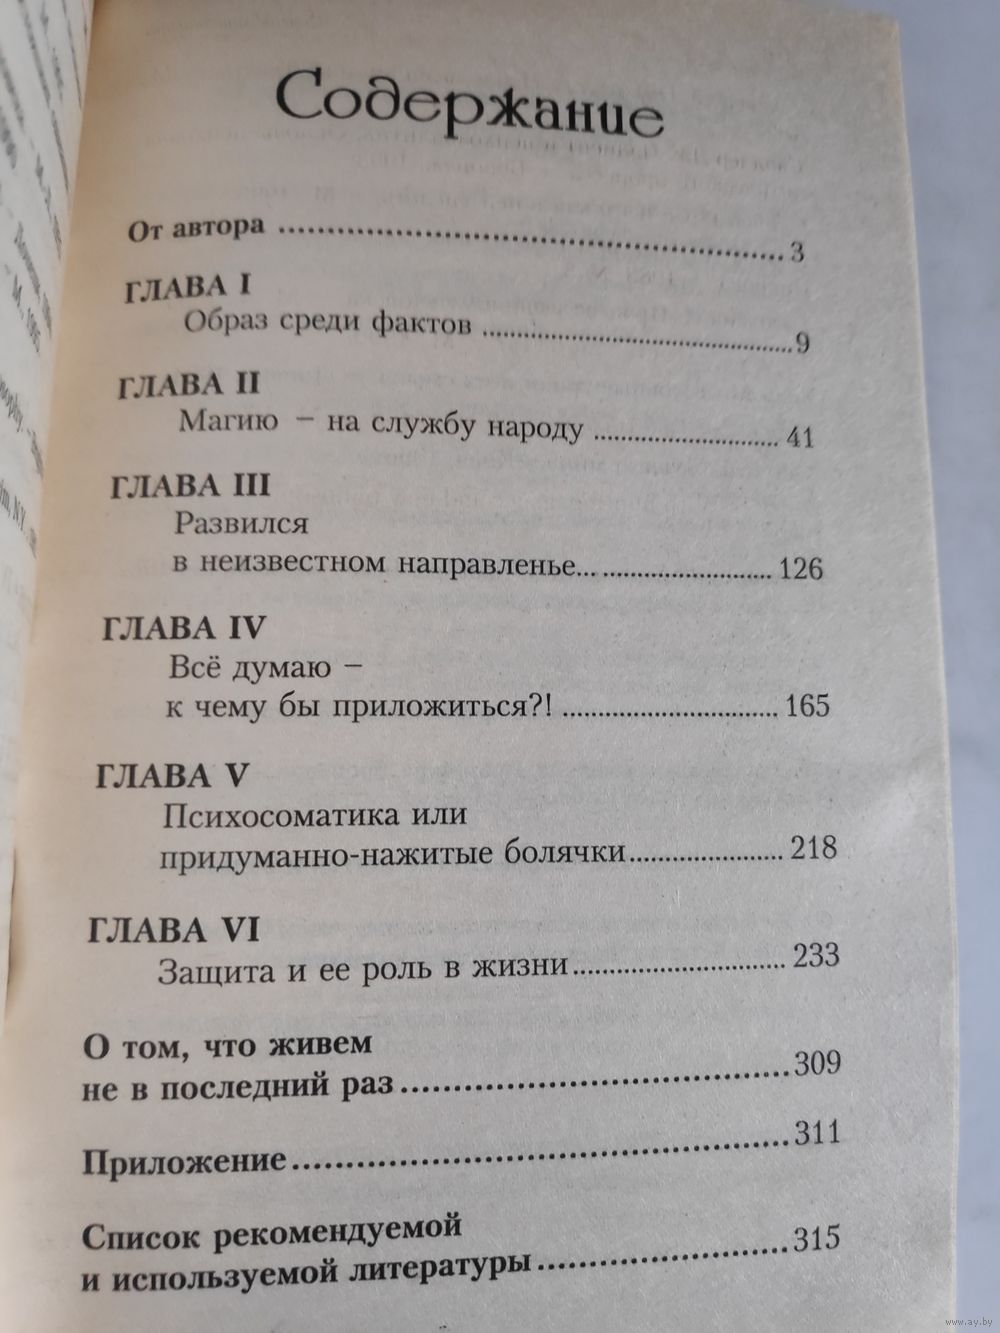 Содержание
От автора ........................ 3
ГЛАВА I
Образ среди фактов ........................ 9
ГЛАВА II
Магию – на службу народу ........................ 41
ГЛАВА III
Развился
в неизвестном направленье... ........................ 126
ГЛАВА IV
Всё думаю –
к чему бы приложиться?! ........................ 165
ГЛАВА V
Психосоматика или
придуманно-нажитые болячки ........................ 218
ГЛАВА VI
Защита и ее роль в жизни ........................ 233
О том, что живем
не в последний раз ........................ 309
Приложение ........................ 311
Список рекомендуемой
и используемой литературы ........................ 315
www.ay.by